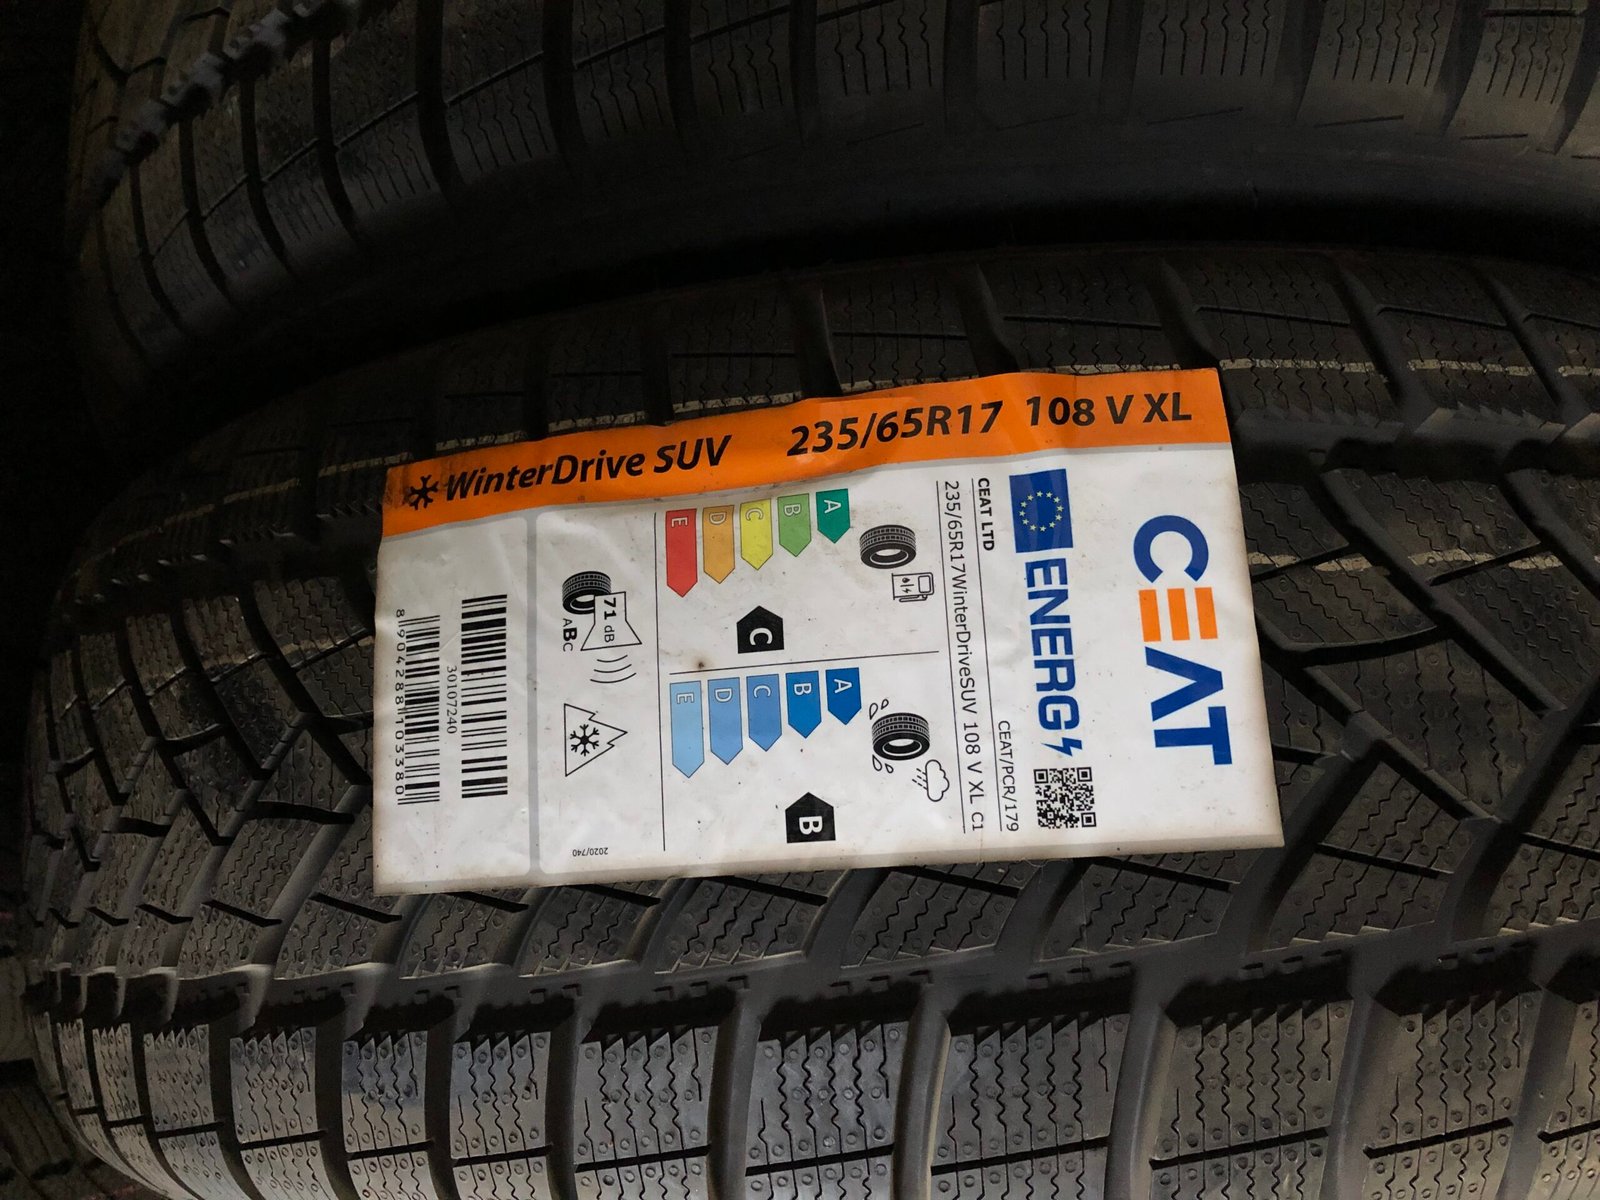 WinterDrive SUV 235/65R17 108 V XL
CEAT
ENERG
CEAT LTD CEAT/PCR/179
235/65R17WinterDriveSUV 108 V XL C1
A
B
C
D
E
C
A
B
C
D
E
B
71 dB
ABC
2020/740
30107240
8904288103380